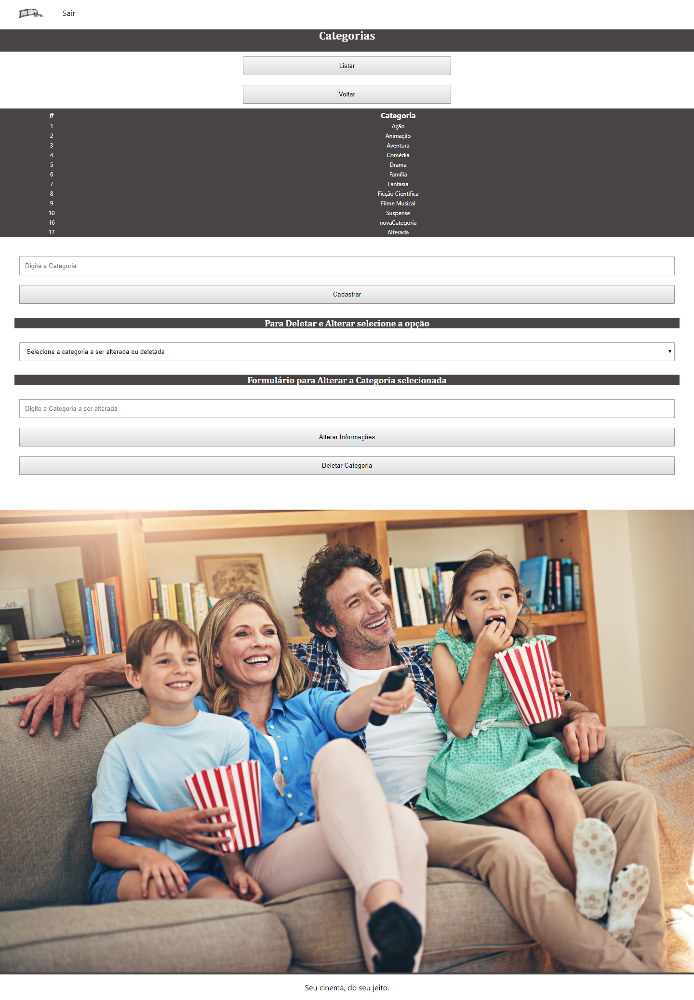 Sair
Categorias
Listar
Voltar
# Categoria
1 Ação
2 Animação
3 Aventura
4 Comédia
5 Drama
6 Família
7 Fantasia
8 Ficção Científica
9 Filme Musical
10 Suspense
16 novaCategoria
17 Alterada
Digite a Categoria
Cadastrar
Para Deletar e Alterar selecione a opção
Selecione a categoria a ser alterada ou deletada
Formulário para Alterar a Categoria selecionada
Digite a Categoria a ser alterada
Alterar Informações
Deletar Categoria
APE
Seu cinema, do seu jeito.